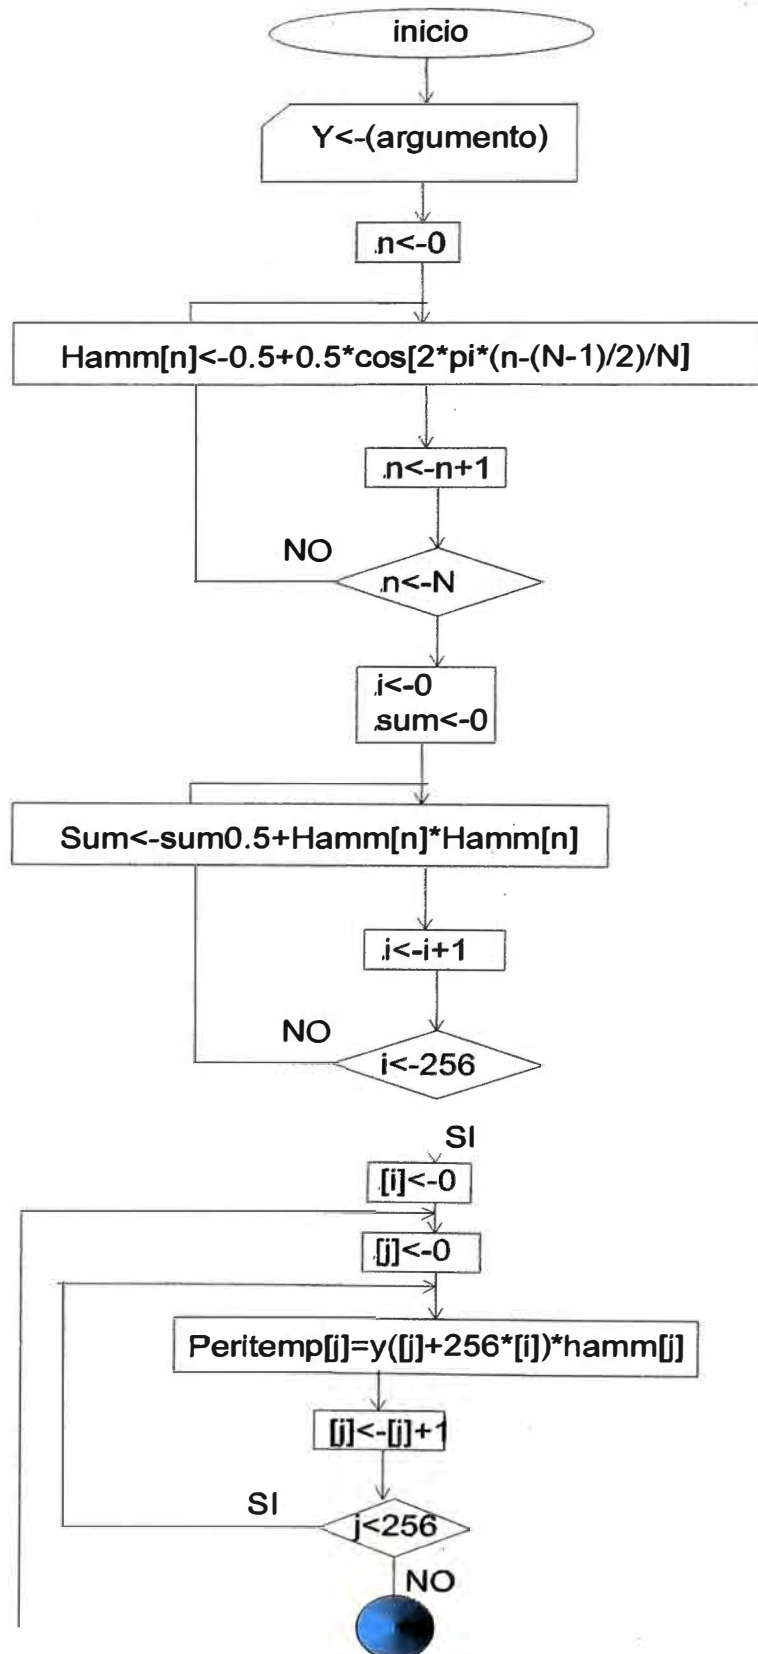 inicio
Y<-(argumento)
.n<-0
Hamm[n]<-0.5+0.5*cos[2*pi*(n-(N-1)/2)/N]
.n<-n+1
NO
.n<-N
.i<-0
.sum<-0
Sum<-sum0.5+Hamm[n]*Hamm[n]
.i<-i+1
NO
i<-256
SI
.[i]<-0
.[j]<-0
Peritemp[j]=y([j]+256*[i])*hamm[j]
[j]<-[j]+1
SI
j<256
NO